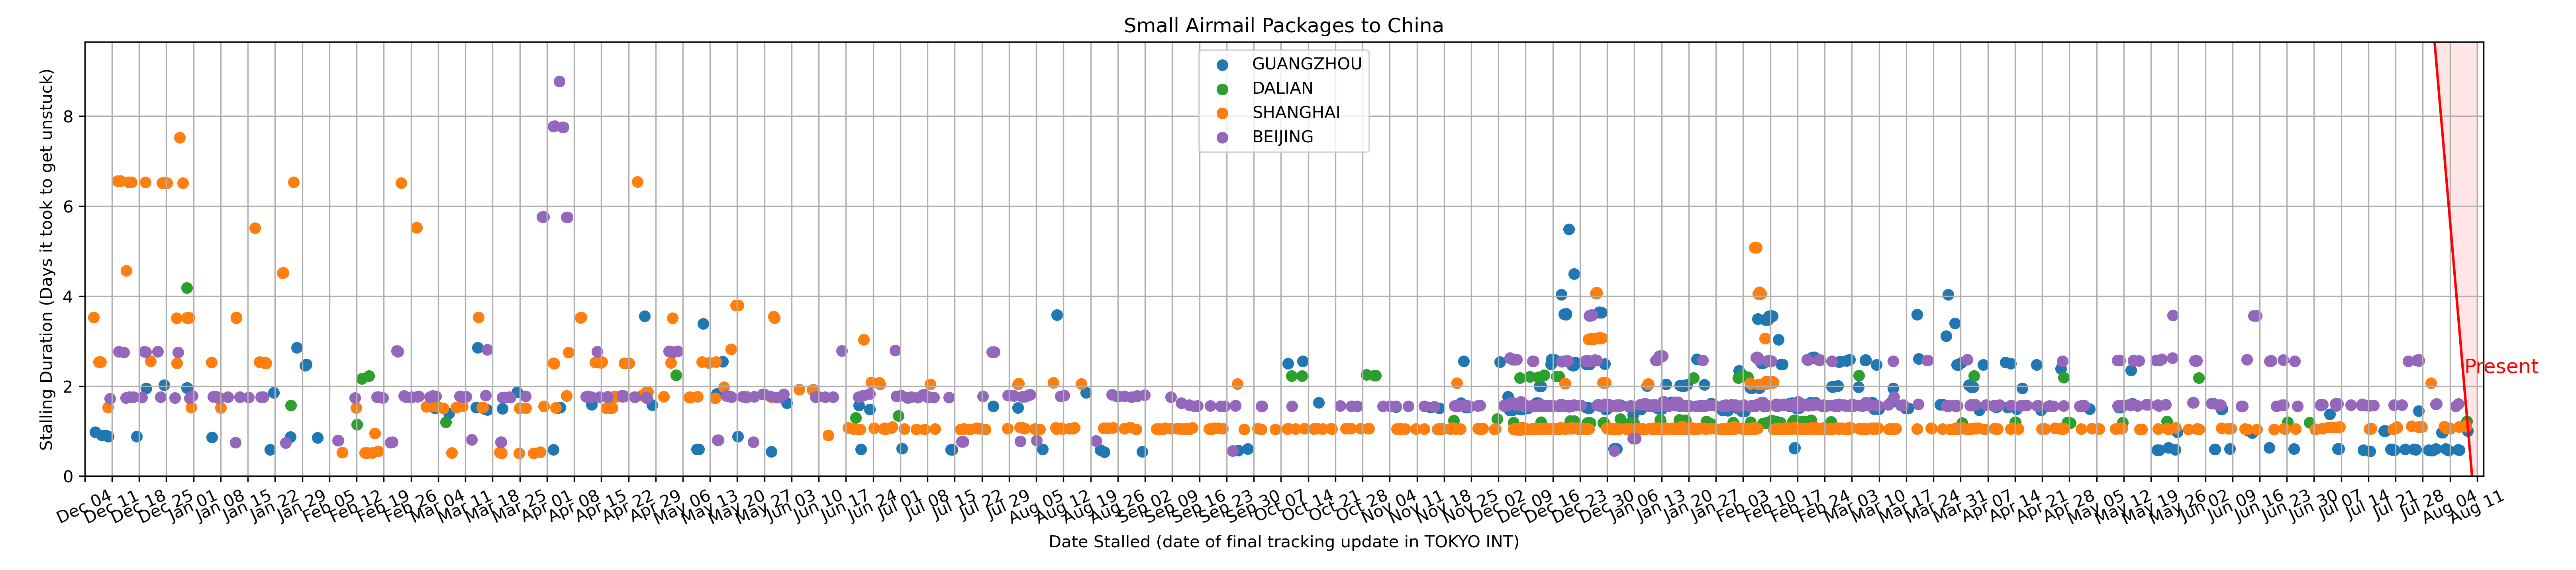 Small Airmail Packages to China
GUANGZHOU
DALIAN
SHANGHAI
BEIJING
Stalling Duration (Days it took to get unstuck)
8
6
4
2
0
Present
Dec 04 Dec 11 Dec 18 Dec 25 Jan 01 Jan 08 Jan 15 Jan 22 Jan 29 Feb 05 Feb 12 Feb 19 Feb 26 Mar 04 Mar 11 Mar 18 Mar 25 Apr 01 Apr 08 Apr 15 Apr 22 Apr 29 May 06 May 13 May 20 May 27 Jun 03 Jun 10 Jun 17 Jun 24 Jul 01 Jul 08 Jul 15 Jul 22 Jul 29 Aug 05 Aug 12 Aug 19 Aug 26 Sep 02 Sep 09 Sep 16 Sep 23 Sep 30 Oct 07 Oct 14 Oct 21 Oct 28 Nov 04 Nov 11 Nov 18 Nov 25 Dec 02 Dec 09 Dec 16 Dec 23 Dec 30 Jan 06 Jan 13 Jan 20 Jan 27 Feb 03 Feb 10 Feb 17 Feb 24 Mar 03 Mar 10 Mar 17 Mar 24 Mar 31 Apr 07 Apr 14 Apr 21 Apr 28 May 05 May 12 May 19 May 26 Jun 02 Jun 09 Jun 16 Jun 23 Jun 30 Jul 07 Jul 14 Jul 21 Jul 28 Aug 04 Aug 11
Date Stalled (date of final tracking update in TOKYO INT)